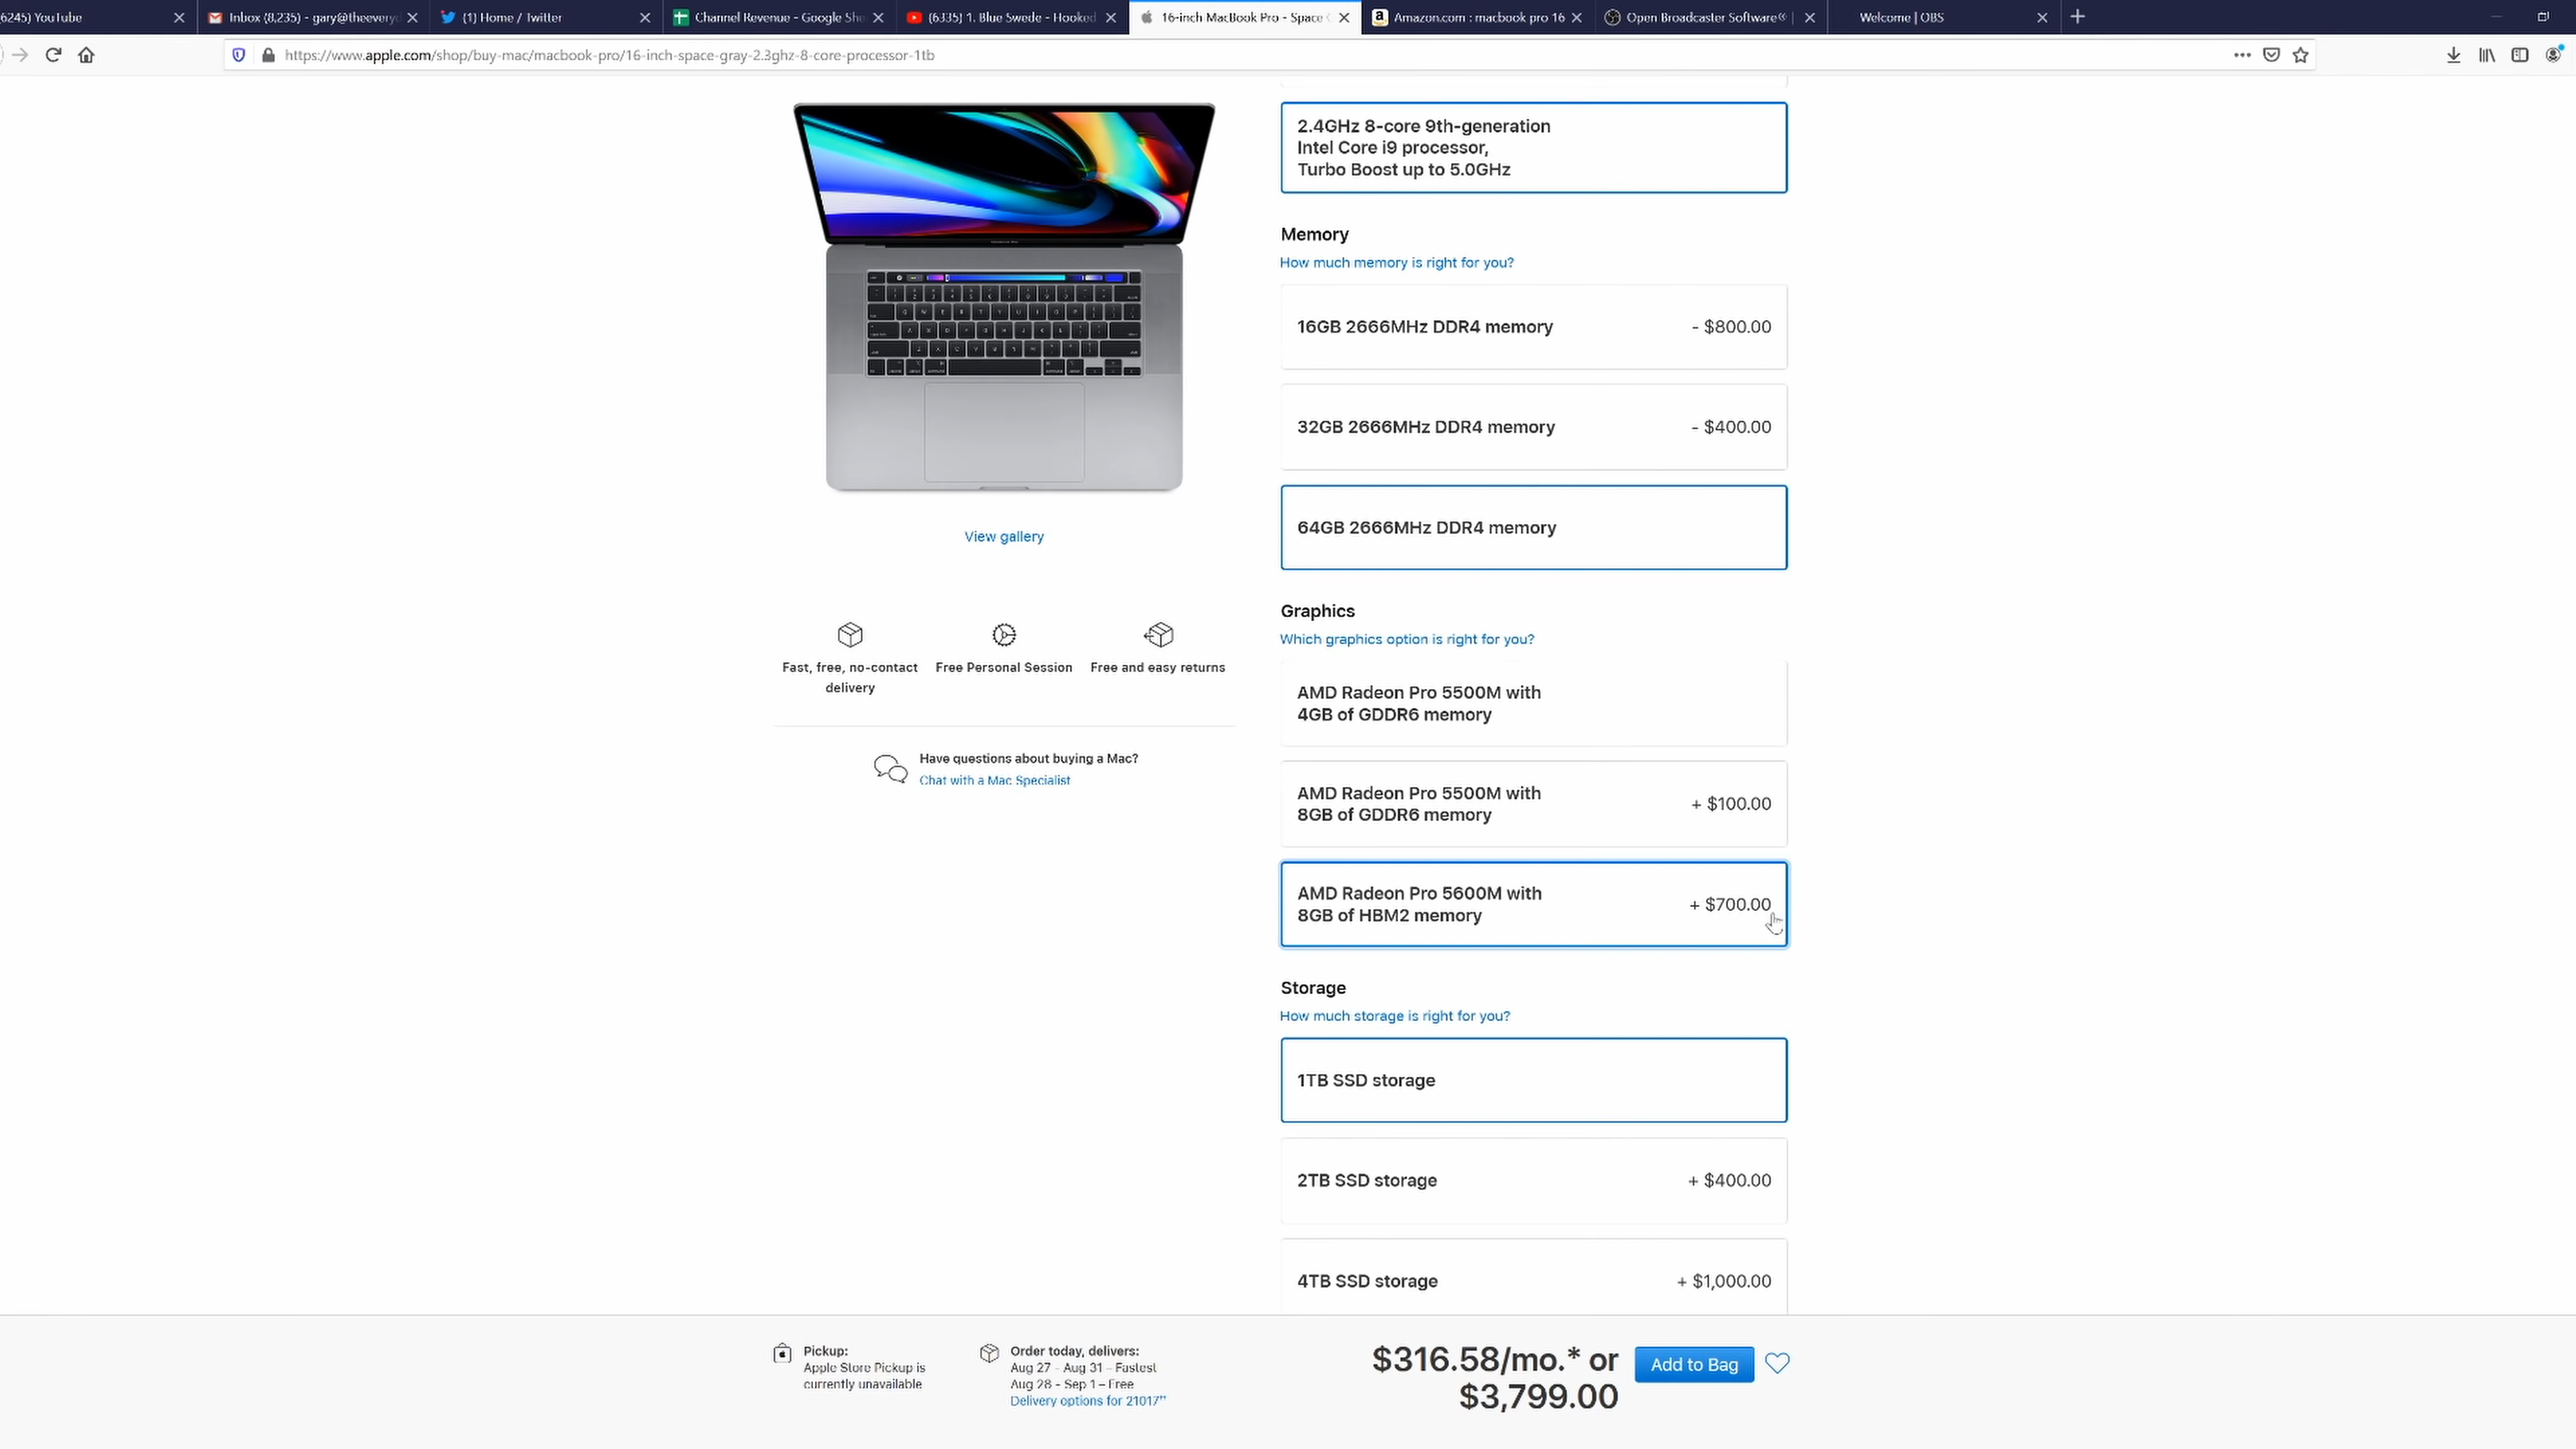 6245) YouTube
Inbox (8,235) - gary@theeveryd
(1) Home / Twitter
Channel Revenue - Google She
(6335) 1. Blue Swede - Hooked
16-inch MacBook Pro - Space G
Amazon.com : macbook pro 16
Open Broadcaster Software® |
Welcome | OBS
https://www.apple.com/shop/buy-mac/macbook-pro/16-inch-space-gray-2.3ghz-8-core-processor-1tb
View gallery
Fast, free, no-contact
delivery
Free Personal Session
Free and easy returns
Have questions about buying a Mac?
Chat with a Mac Specialist
2.4GHz 8-core 9th-generation
Intel Core i9 processor,
Turbo Boost up to 5.0GHz
Memory
How much memory is right for you?
16GB 2666MHz DDR4 memory - $800.00
32GB 2666MHz DDR4 memory - $400.00
64GB 2666MHz DDR4 memory
Graphics
Which graphics option is right for you?
AMD Radeon Pro 5500M with
4GB of GDDR6 memory
AMD Radeon Pro 5500M with
8GB of GDDR6 memory + $100.00
AMD Radeon Pro 5600M with
8GB of HBM2 memory + $700.00
Storage
How much storage is right for you?
1TB SSD storage
2TB SSD storage + $400.00
4TB SSD storage + $1,000.00
Pickup:
Apple Store Pickup is
currently unavailable
Order today, delivers:
Aug 27 - Aug 31 – Fastest
Aug 28 - Sep 1 – Free
Delivery options for 21017**
$316.58/mo.* or
$3,799.00
Add to Bag